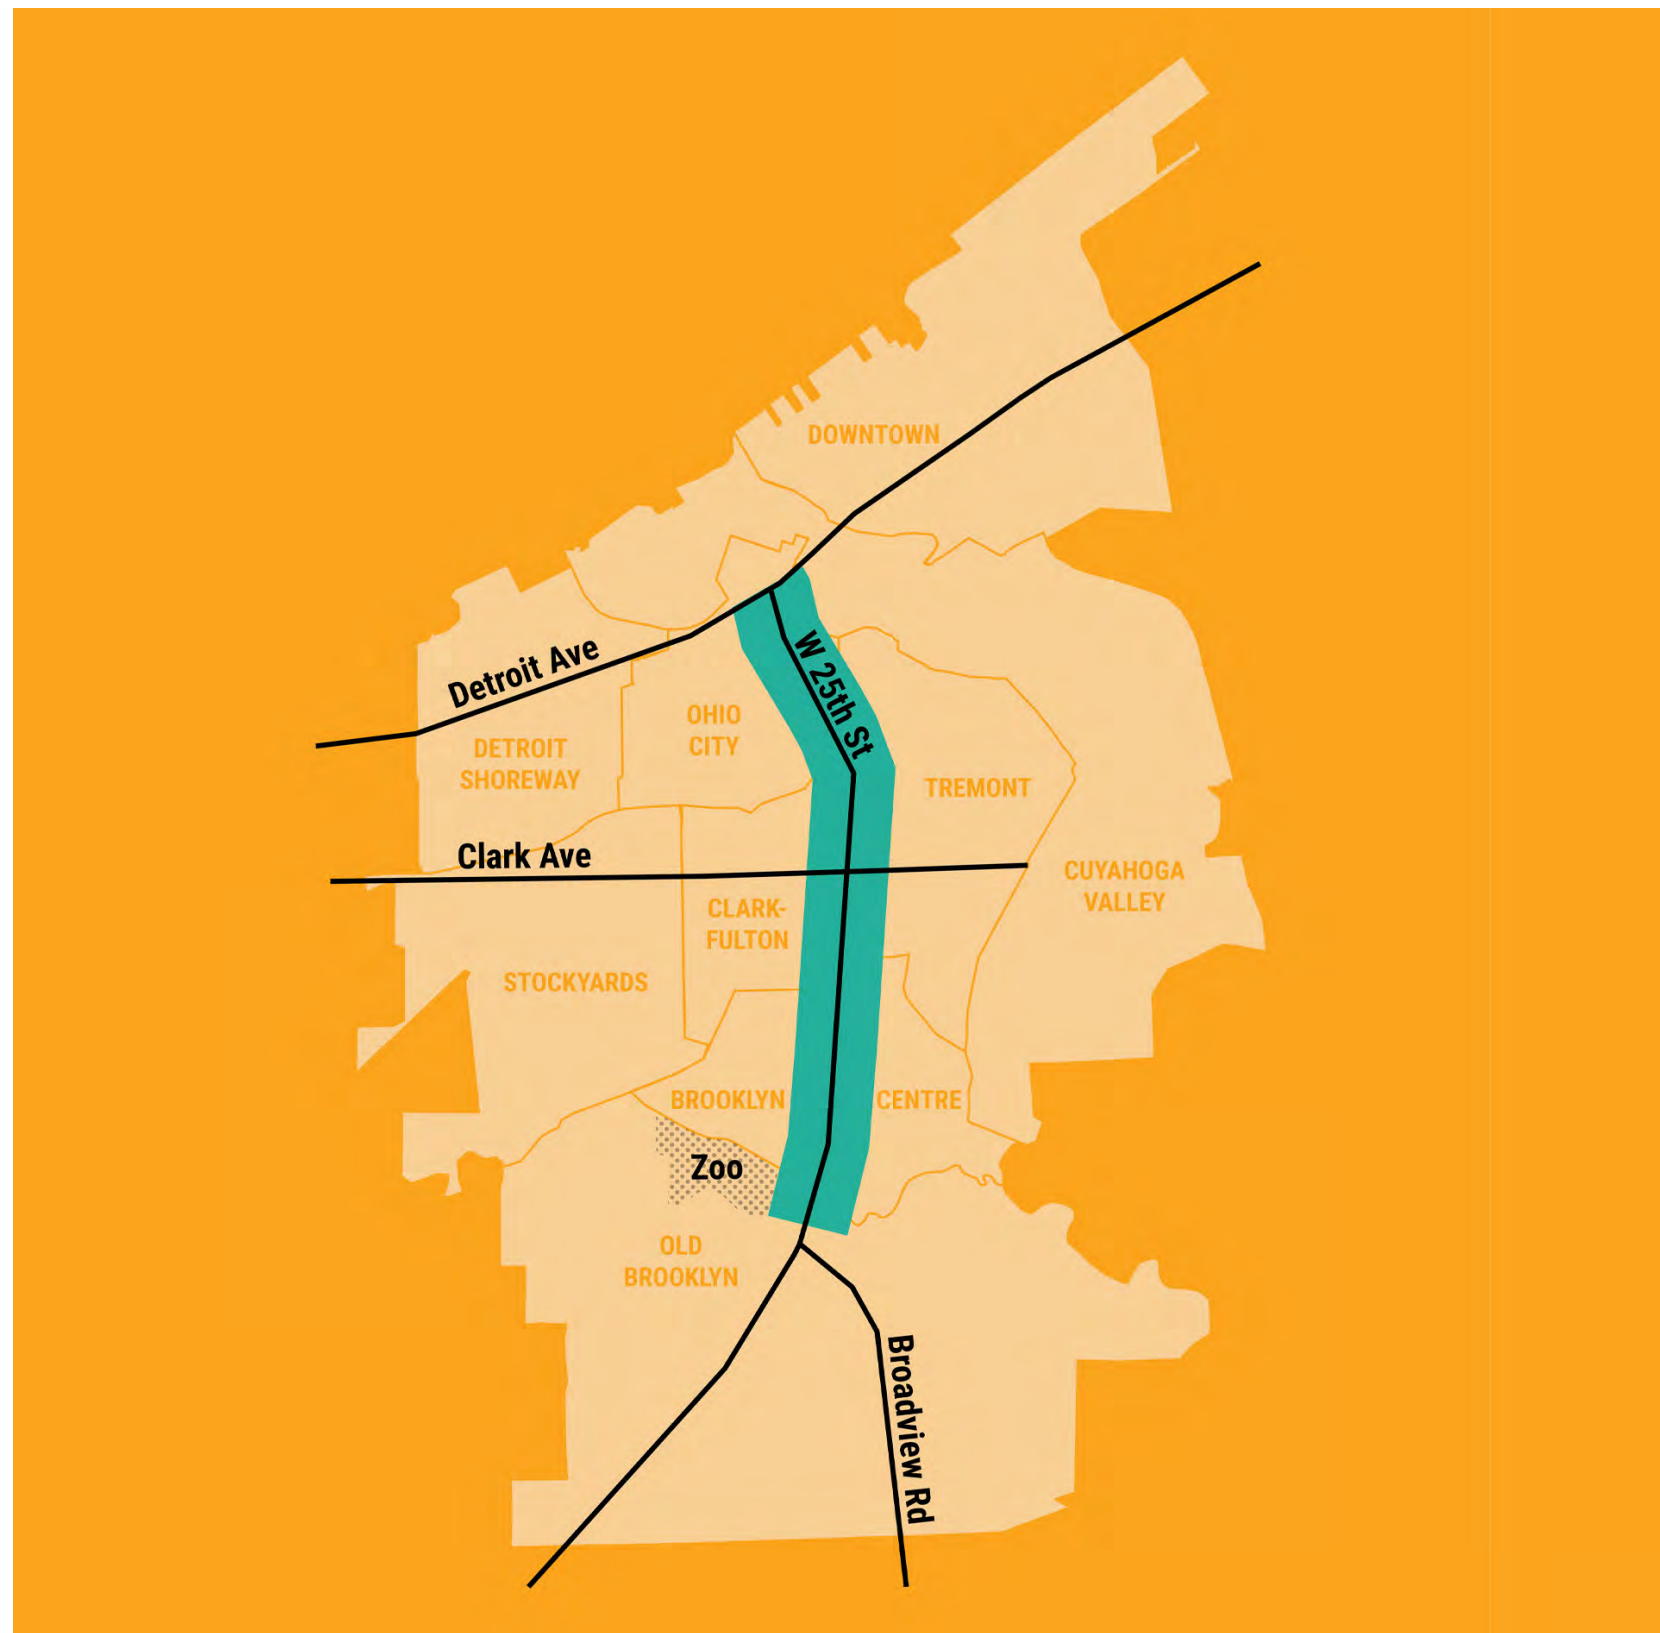 DOWNTOWN
Detroit Ave
W 25th St
OHIO
CITY
DETROIT
SHOREWAY
TREMONT
Clark Ave
CUYAHOGA
VALLEY
CLARK-
FULTON
STOCKYARDS
BROOKLYN CENTRE
Zoo
OLD
BROOKLYN
Broadview Rd